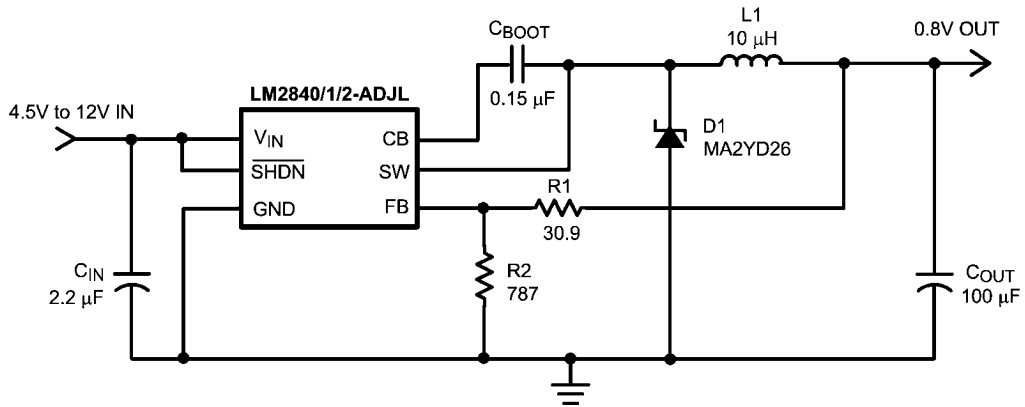 L1
10 μH
0.8V OUT
CBOOT
0.15 μF
LM2840/1/2-ADJL
4.5V to 12V IN
VIN
CB
SHDN
SW
GND
FB
D1
MA2YD26
R1
30.9
R2
787
CIN
2.2 μF
COUT
100 μF